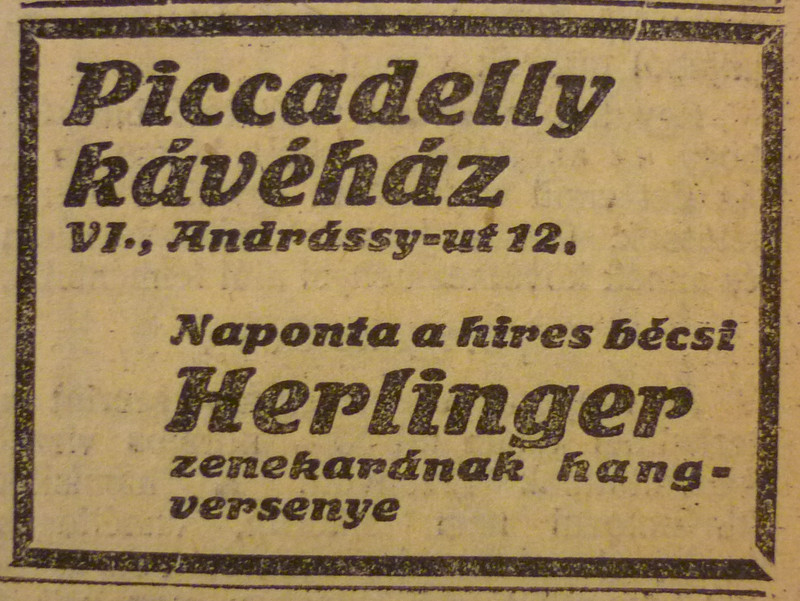 Piccadelly
kávéház
VI., Andrássy-ut 12.
Naponta a hires bécsi
Herlinger
zenekarának hang-
versenye